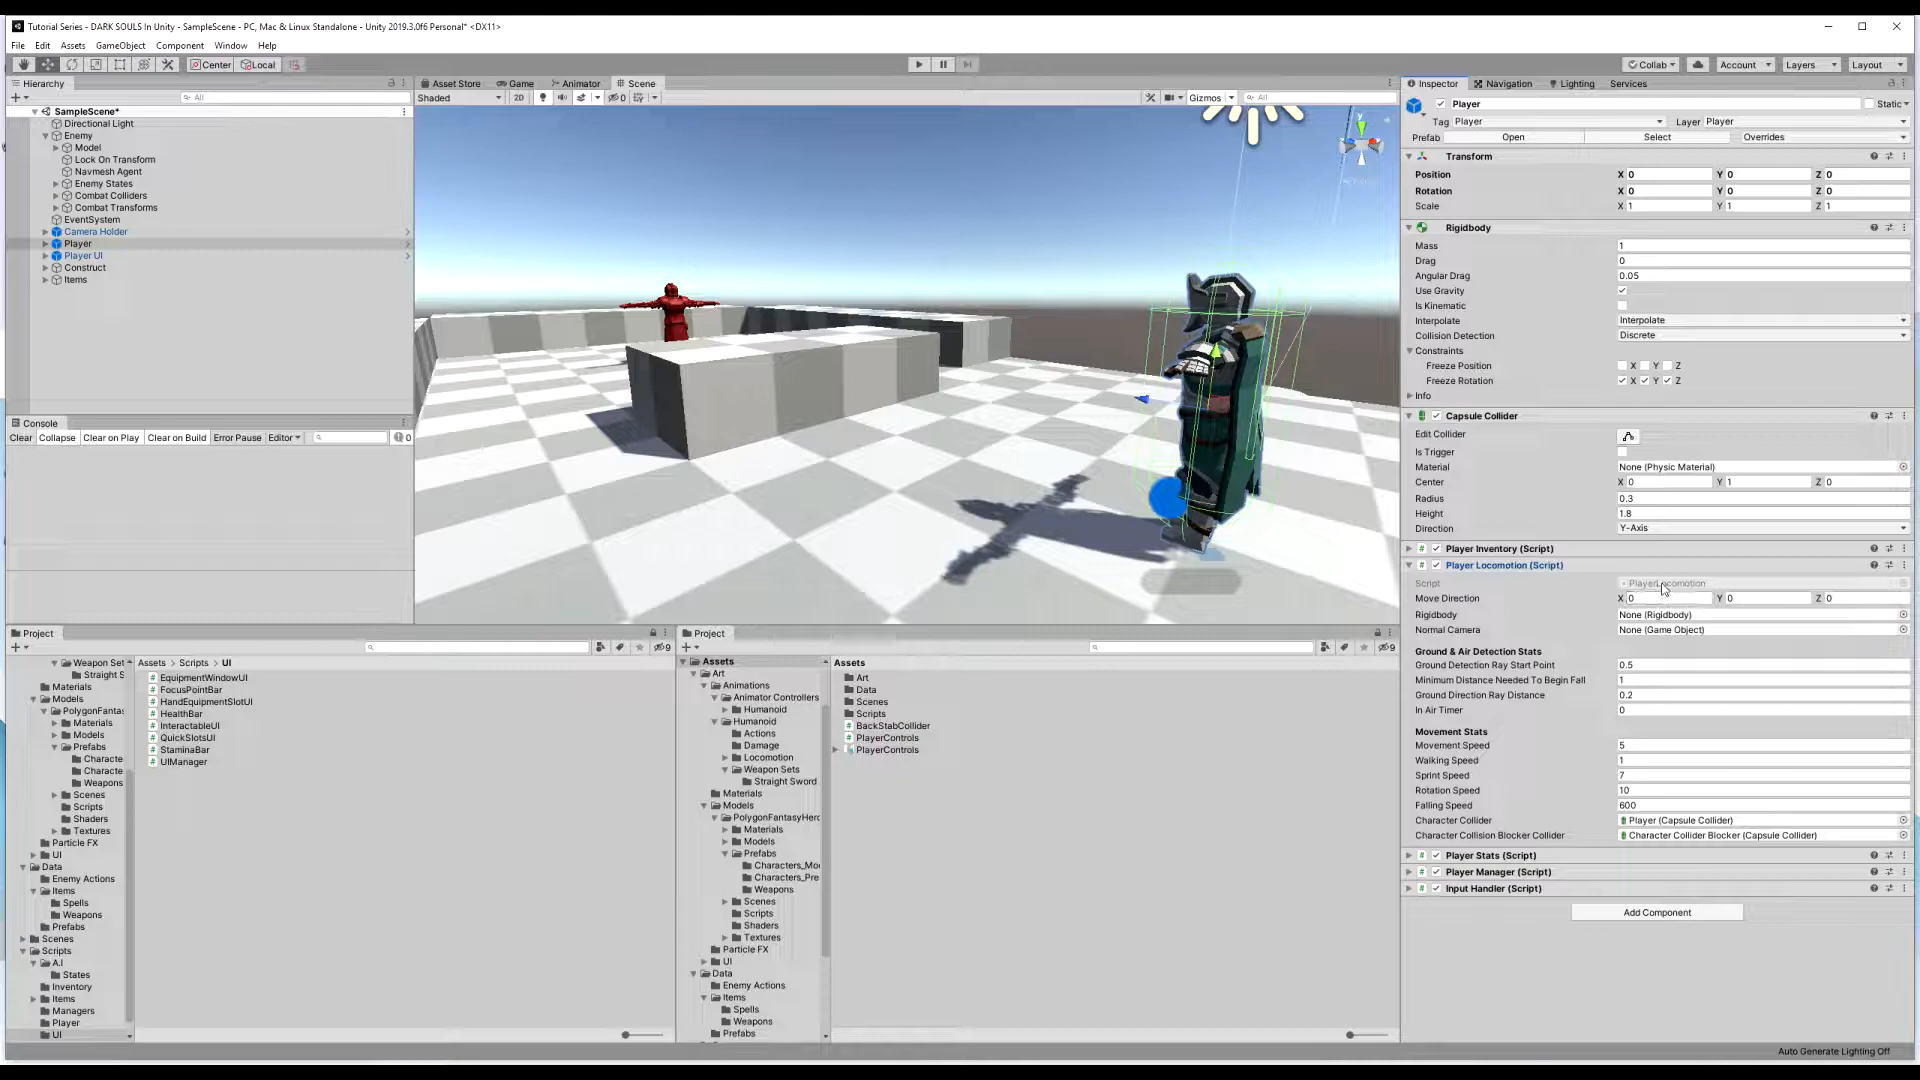 Tutorial Series - DARK SOULS In Unity - SampleScene - PC, Mac & Linux Standalone - Unity 2019.3.0f6 Personal* <DX11>
File Edit Assets GameObject Component Window Help
Center Local
Collab Account Layers Layout
Hierarchy
All
SampleScene*
Directional Light
Enemy
Model
Lock On Transform
Navmesh Agent
Enemy States
Combat Colliders
Combat Transforms
EventSystem
Camera Holder
Player
Player UI
Construct
Items
Console
Clear Collapse Clear on Play Clear on Build Error Pause Editor 0
Asset Store Game Animator Scene
Shaded 2D 0 Gizmos All
y
Project
Weapon Set
Straight S
Materials
Models
PolygonFantas
Materials
Models
Prefabs
Characte
Characte
Weapons
Scenes
Scripts
Shaders
Textures
Particle FX
UI
Data
Enemy Actions
Items
Spells
Weapons
Prefabs
Scenes
Scripts
A.I
States
Inventory
Items
Managers
Player
UI
9
Assets > Scripts > UI
EquipmentWindowUI
FocusPointBar
HandEquipmentSlotUI
HealthBar
InteractableUI
QuickSlotsUI
StaminaBar
UIManager
Project
Assets
Art
Animations
Animator Controllers
Humanoid
Humanoid
Actions
Damage
Locomotion
Weapon Sets
Straight Sword
Materials
Models
PolygonFantasyHero
Materials
Models
Prefabs
Characters_Mo
Characters_Pre
Weapons
Scenes
Scripts
Shaders
Textures
Particle FX
UI
Data
Enemy Actions
Items
Spells
Weapons
Prefabs
9
Assets
Art
Data
Scenes
Scripts
BackStabCollider
PlayerControls
PlayerControls
Inspector Navigation Lighting Services
Player Static
Tag Player Layer Player
Prefab Open Select Overrides
Transform
Position X 0 Y 0 Z 0
Rotation X 0 Y 0 Z 0
Scale X 1 Y 1 Z 1
Rigidbody
Mass 1
Drag 0
Angular Drag 0.05
Use Gravity
Is Kinematic
Interpolate Interpolate
Collision Detection Discrete
Constraints
Freeze Position X Y Z
Freeze Rotation X Y Z
Info
Capsule Collider
Edit Collider
Is Trigger
Material None (Physic Material)
Center X 0 Y 1 Z 0
Radius 0.3
Height 1.8
Direction Y-Axis
Player Inventory (Script)
Player Locomotion (Script)
Script PlayerLocomotion
Move Direction X 0 Y 0 Z 0
Rigidbody None (Rigidbody)
Normal Camera None (Game Object)
Ground & Air Detection Stats
Ground Detection Ray Start Point 0.5
Minimum Distance Needed To Begin Fall 1
Ground Direction Ray Distance 0.2
In Air Timer 0
Movement Stats
Movement Speed 5
Walking Speed 1
Sprint Speed 7
Rotation Speed 10
Falling Speed 600
Character Collider Player (Capsule Collider)
Character Collision Blocker Collider Character Collider Blocker (Capsule Collider)
Player Stats (Script)
Player Manager (Script)
Input Handler (Script)
Add Component
Auto Generate Lighting Off